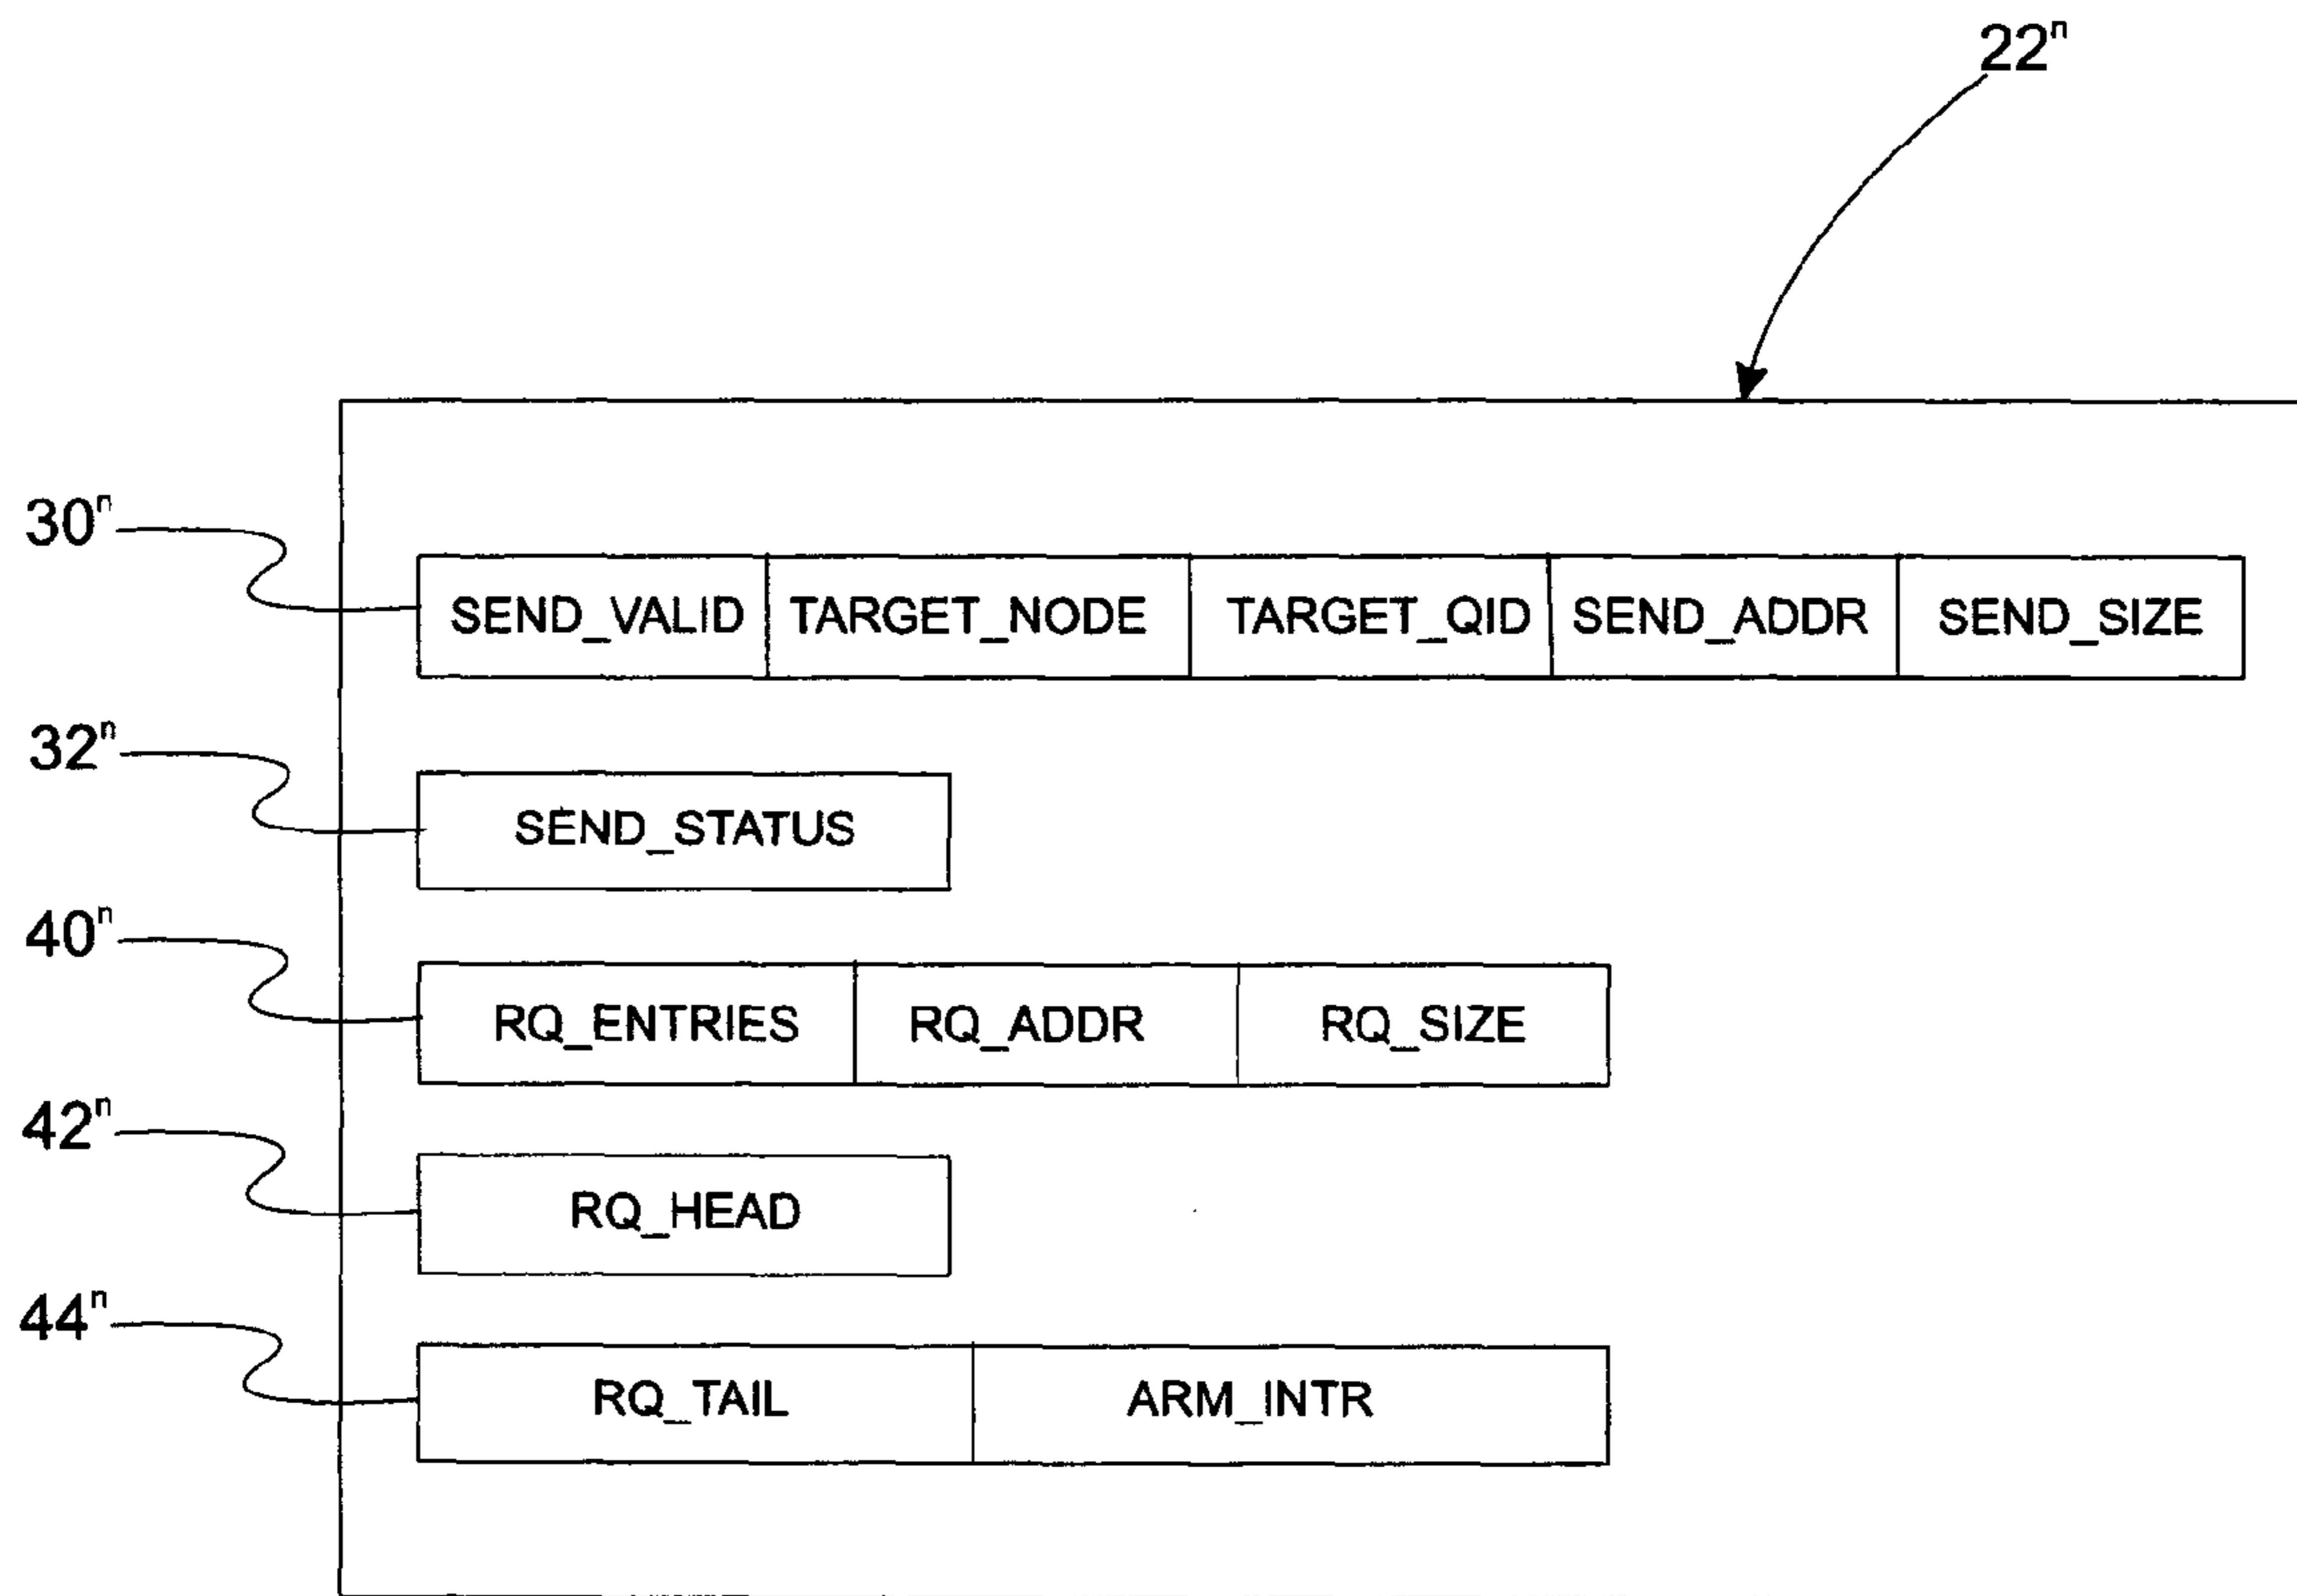 22ⁿ
30ⁿ SEND_VALID TARGET_NODE TARGET_QID SEND_ADDR SEND_SIZE
32ⁿ SEND_STATUS
40ⁿ RQ_ENTRIES RQ_ADDR RQ_SIZE
42ⁿ RQ_HEAD
44ⁿ RQ_TAIL ARM_INTR